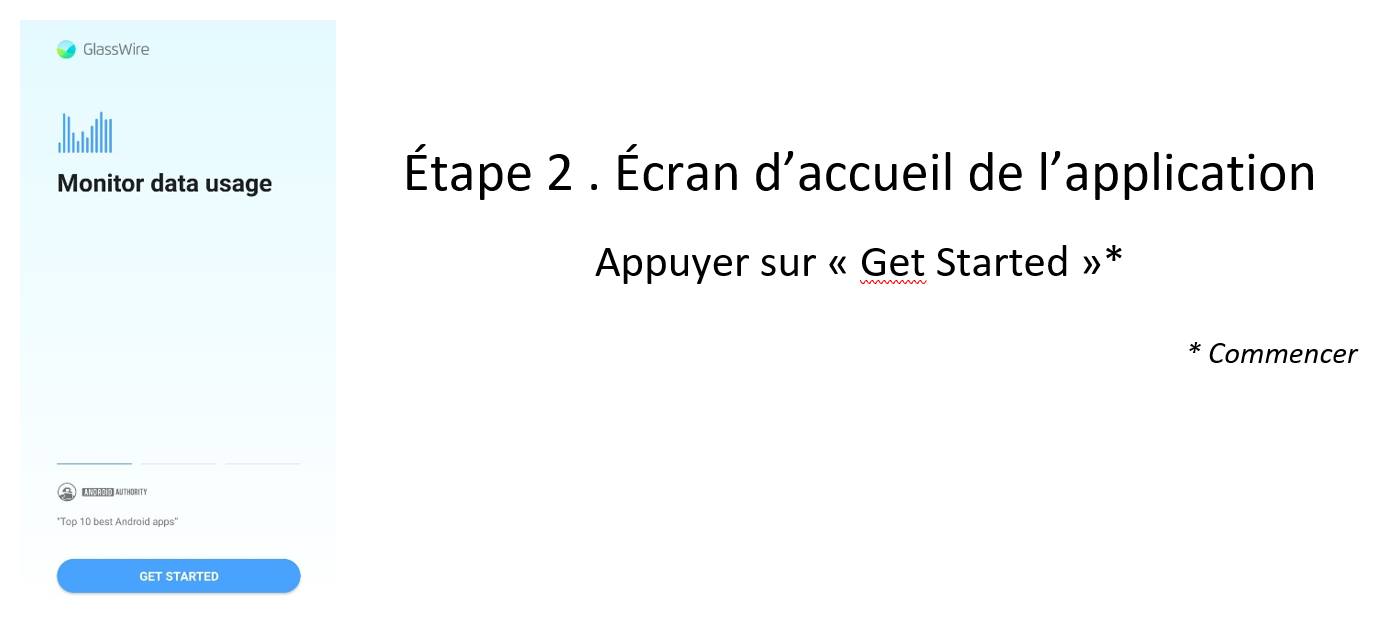 GlassWire
Monitor data usage
ANDROID AUTHORITY
"Top 10 best Android apps"
GET STARTED
Étape 2 . Écran d’accueil de l’application
Appuyer sur « Get Started »*
* Commencer